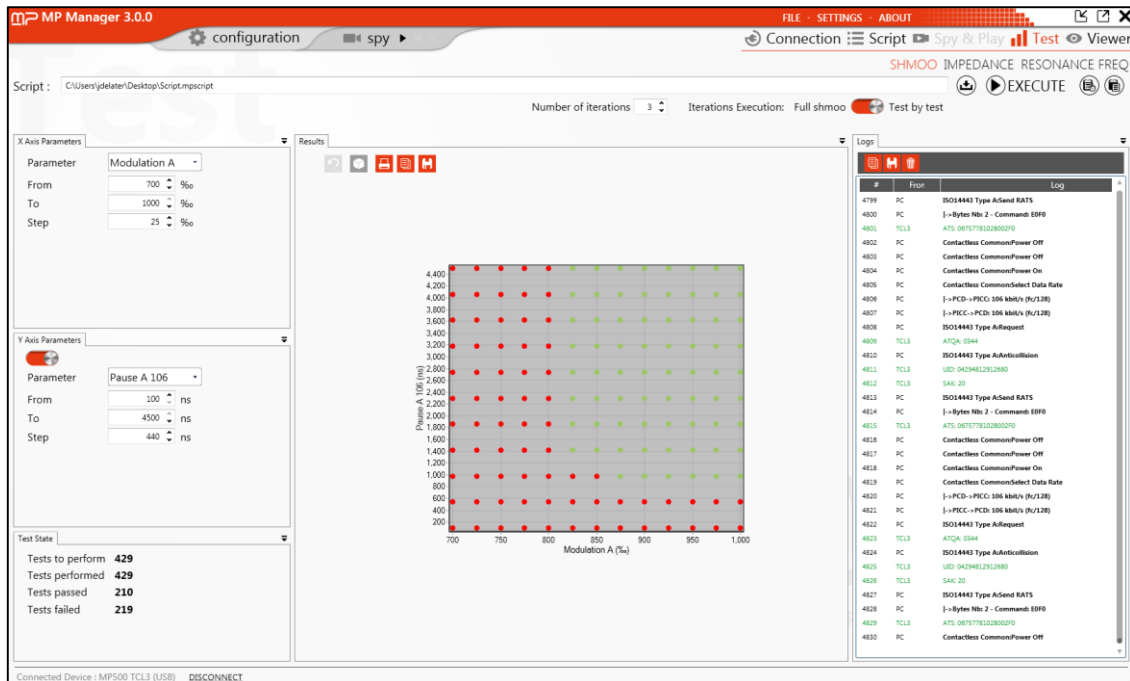 MP MP Manager 3.0.0
FILE - SETTINGS - ABOUT
configuration
spy
Connection
Script
Spy & Play
Test
Viewer
SHMOO IMPEDANCE RESONANCE FREQ
Test
Script : C:\Users\jdelater\Desktop\Script.mpscript
EXECUTE
Number of iterations 3
Iterations Execution: Full shmoo
Test by test
X Axis Parameters
Parameter Modulation A
From 700 ‰
To 1000 ‰
Step 25 ‰
Y Axis Parameters
Parameter Pause A 106
From 100 ns
To 4500 ns
Step 440 ns
Test State
Tests to perform 429
Tests performed 429
Tests passed 210
Tests failed 219
Results
Pause A 106 (ns)
4,400
4,200
4,000
3,800
3,600
3,400
3,200
3,000
2,800
2,600
2,400
2,200
2,000
1,800
1,600
1,400
1,200
1,000
800
600
400
200
700 750 800 850 900 950 1,000
Modulation A (‰)
Logs
# Fron Log
4799 PC ISO14443 Type A:Send RATS
4800 PC |->Bytes Nb: 2 - Command: E0F0
4801 TCL3 ATS: 06757781028002F0
4802 PC Contactless Common:Power Off
4803 PC Contactless Common:Power Off
4804 PC Contactless Common:Power On
4805 PC Contactless Common:Select Data Rate
4806 PC |->PCD->PICC: 106 kbit/s (fc/128)
4807 PC |->PICC->PCD: 106 kbit/s (fc/128)
4808 PC ISO14443 Type A:Request
4809 TCL3 ATQA: 0344
4810 PC ISO14443 Type A:Anticollision
4811 TCL3 UID: 04294812912680
4812 TCL3 SAK: 20
4813 PC ISO14443 Type A:Send RATS
4814 PC |->Bytes Nb: 2 - Command: E0F0
4815 TCL3 ATS: 06757781028002F0
4816 PC Contactless Common:Power Off
4817 PC Contactless Common:Power Off
4818 PC Contactless Common:Power On
4819 PC Contactless Common:Select Data Rate
4820 PC |->PCD->PICC: 106 kbit/s (fc/128)
4821 PC |->PICC->PCD: 106 kbit/s (fc/128)
4822 PC ISO14443 Type A:Request
4823 TCL3 ATQA: 0344
4824 PC ISO14443 Type A:Anticollision
4825 TCL3 UID: 04294812912680
4826 TCL3 SAK: 20
4827 PC ISO14443 Type A:Send RATS
4828 PC |->Bytes Nb: 2 - Command: E0F0
4829 TCL3 ATS: 06757781028002F0
4830 PC Contactless Common:Power Off
Connected Device : MP500 TCL3 (USB) DISCONNECT